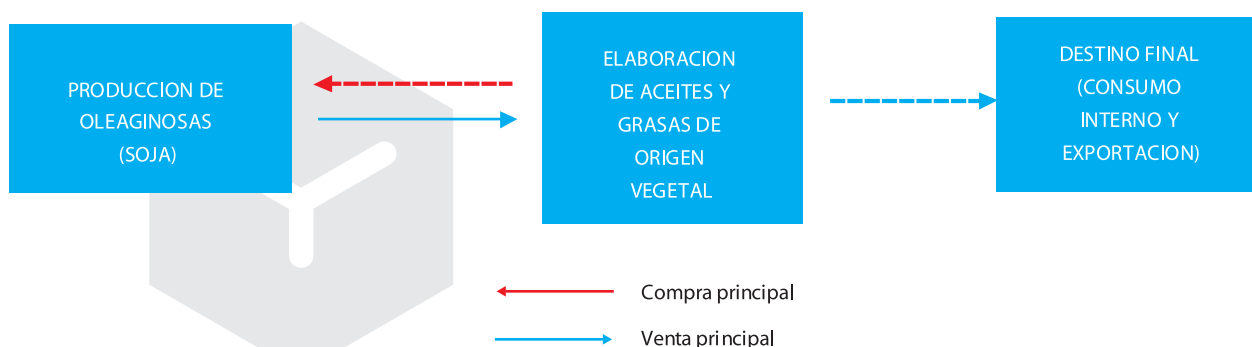 PRODUCCION DE
OLEAGINOSAS
(SOJA)
ELABORACION
DE ACEITES Y
GRASAS DE
ORIGEN
VEGETAL
DESTINO FINAL
(CONSUMO
INTERNO Y
EXPORTACION)
Compra principal
Venta principal